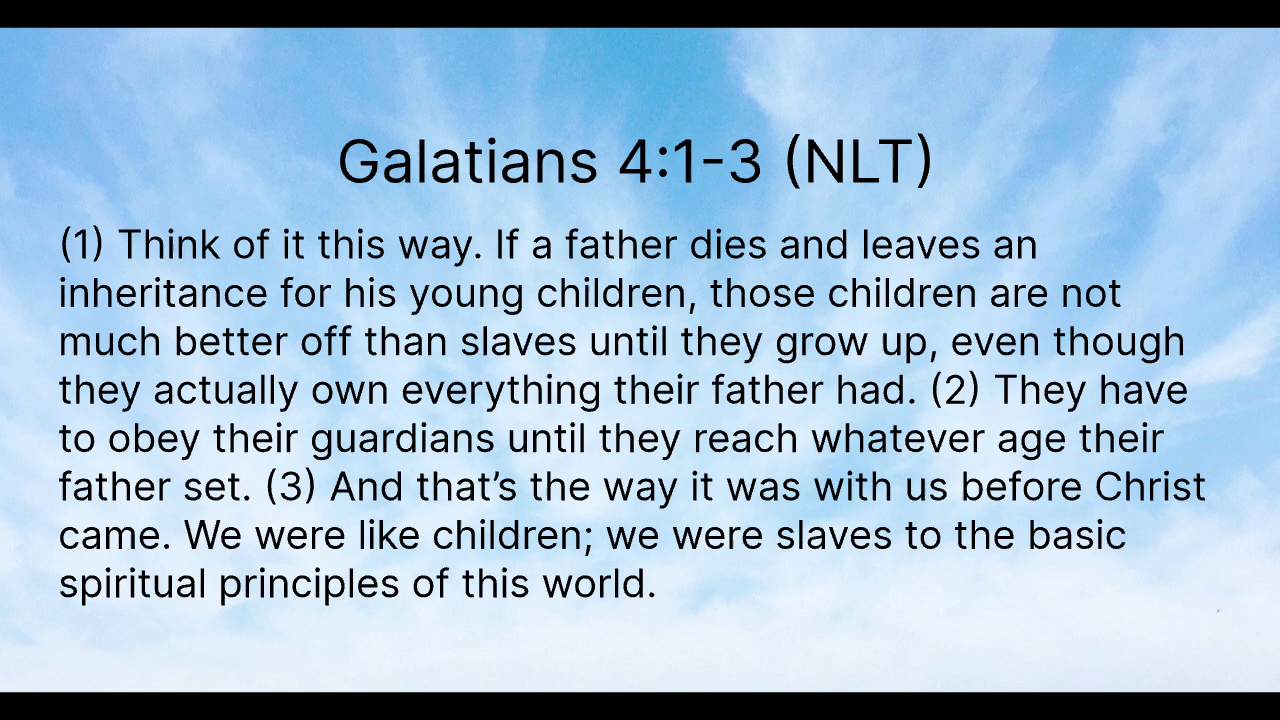 Galatians 4:1-3 (NLT)
(1) Think of it this way. If a father dies and leaves an
inheritance for his young children, those children are not
much better off than slaves until they grow up, even though
they actually own everything their father had. (2) They have
to obey their guardians until they reach whatever age their
father set. (3) And that’s the way it was with us before Christ
came. We were like children; we were slaves to the basic
spiritual principles of this world.